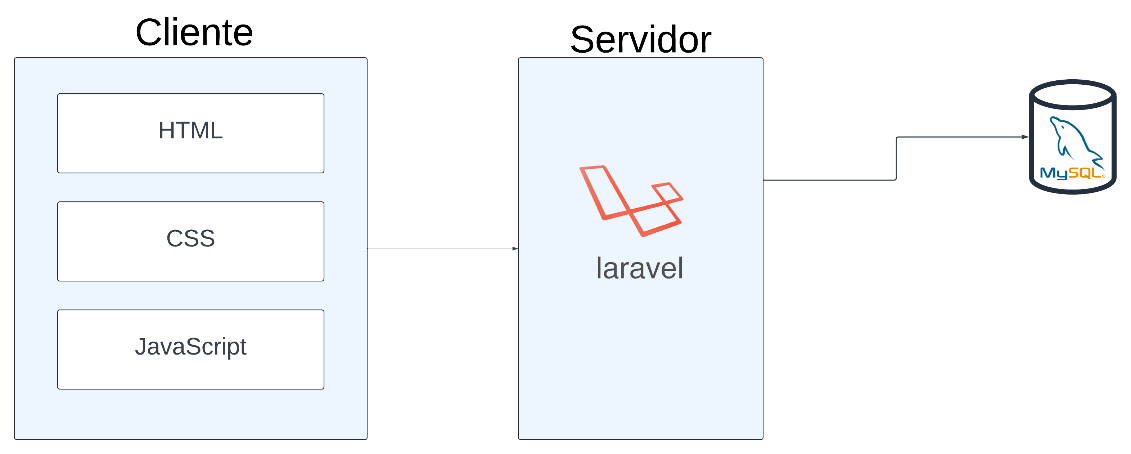 Cliente
HTML
CSS
JavaScript
Servidor
laravel
MySQL